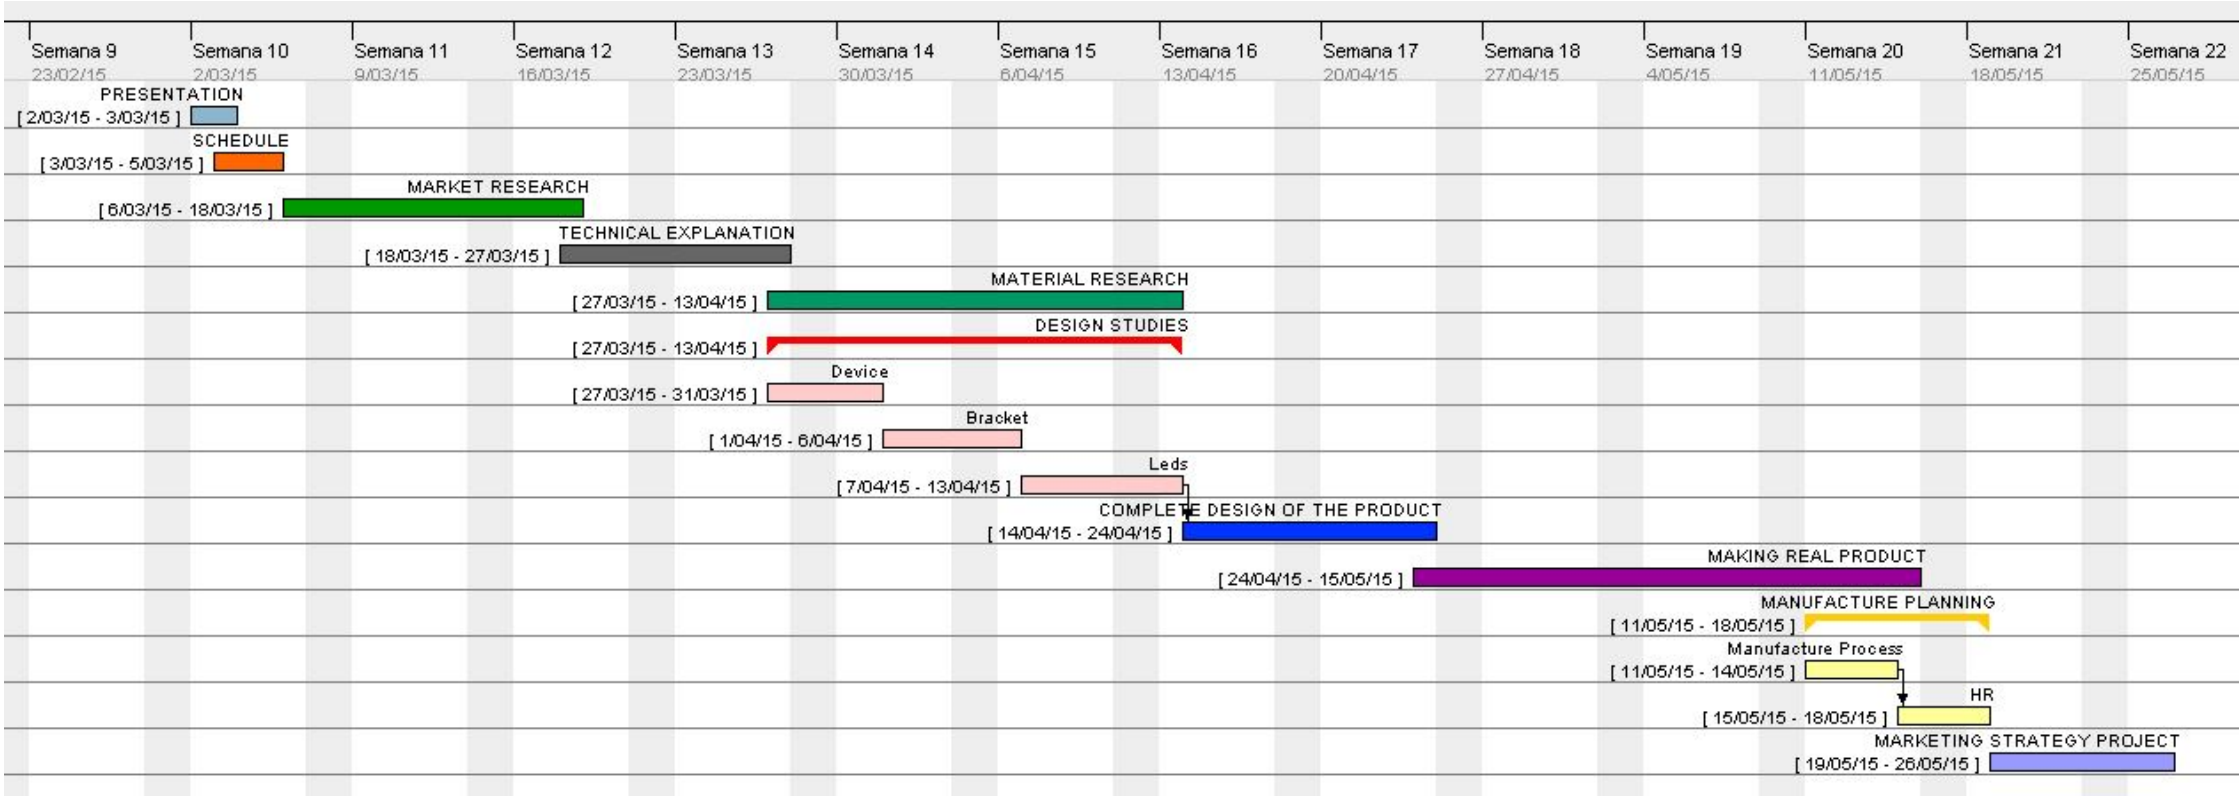 Semana 9 Semana 10 Semana 11 Semana 12 Semana 13 Semana 14 Semana 15 Semana 16 Semana 17 Semana 18 Semana 19 Semana 20 Semana 21 Semana 22
23/02/15 2/03/15 9/03/15 16/03/15 23/03/15 30/03/15 6/04/15 13/04/15 20/04/15 27/04/15 4/05/15 11/05/15 18/05/15 25/05/15
PRESENTATION
[ 2/03/15 - 3/03/15 ]
SCHEDULE
[ 3/03/15 - 5/03/15 ]
MARKET RESEARCH
[ 6/03/15 - 18/03/15 ]
TECHNICAL EXPLANATION
[ 18/03/15 - 27/03/15 ]
MATERIAL RESEARCH
[ 27/03/15 - 13/04/15 ]
DESIGN STUDIES
[ 27/03/15 - 13/04/15 ]
Device
[ 27/03/15 - 31/03/15 ]
Bracket
[ 1/04/15 - 6/04/15 ]
Leds
[ 7/04/15 - 13/04/15 ]
COMPLETE DESIGN OF THE PRODUCT
[ 14/04/15 - 24/04/15 ]
MAKING REAL PRODUCT
[ 24/04/15 - 15/05/15 ]
MANUFACTURE PLANNING
[ 11/05/15 - 18/05/15 ]
Manufacture Process
[ 11/05/15 - 14/05/15 ]
HR
[ 15/05/15 - 18/05/15 ]
MARKETING STRATEGY PROJECT
[ 19/05/15 - 26/05/15 ]